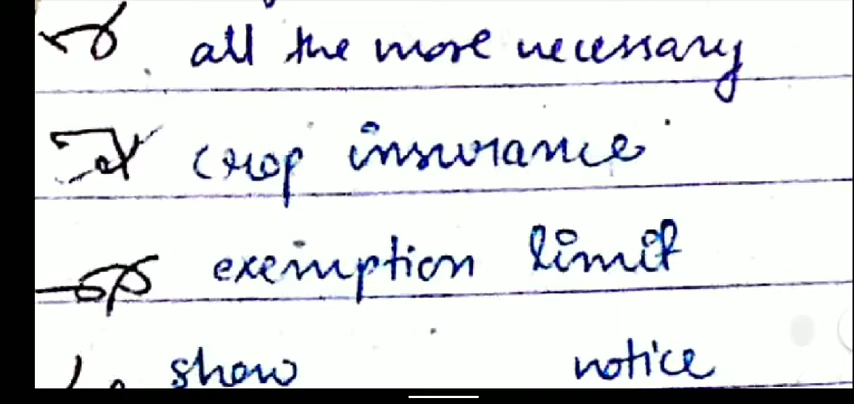 all the more necessary
crop insurance
exemption limit
show notice